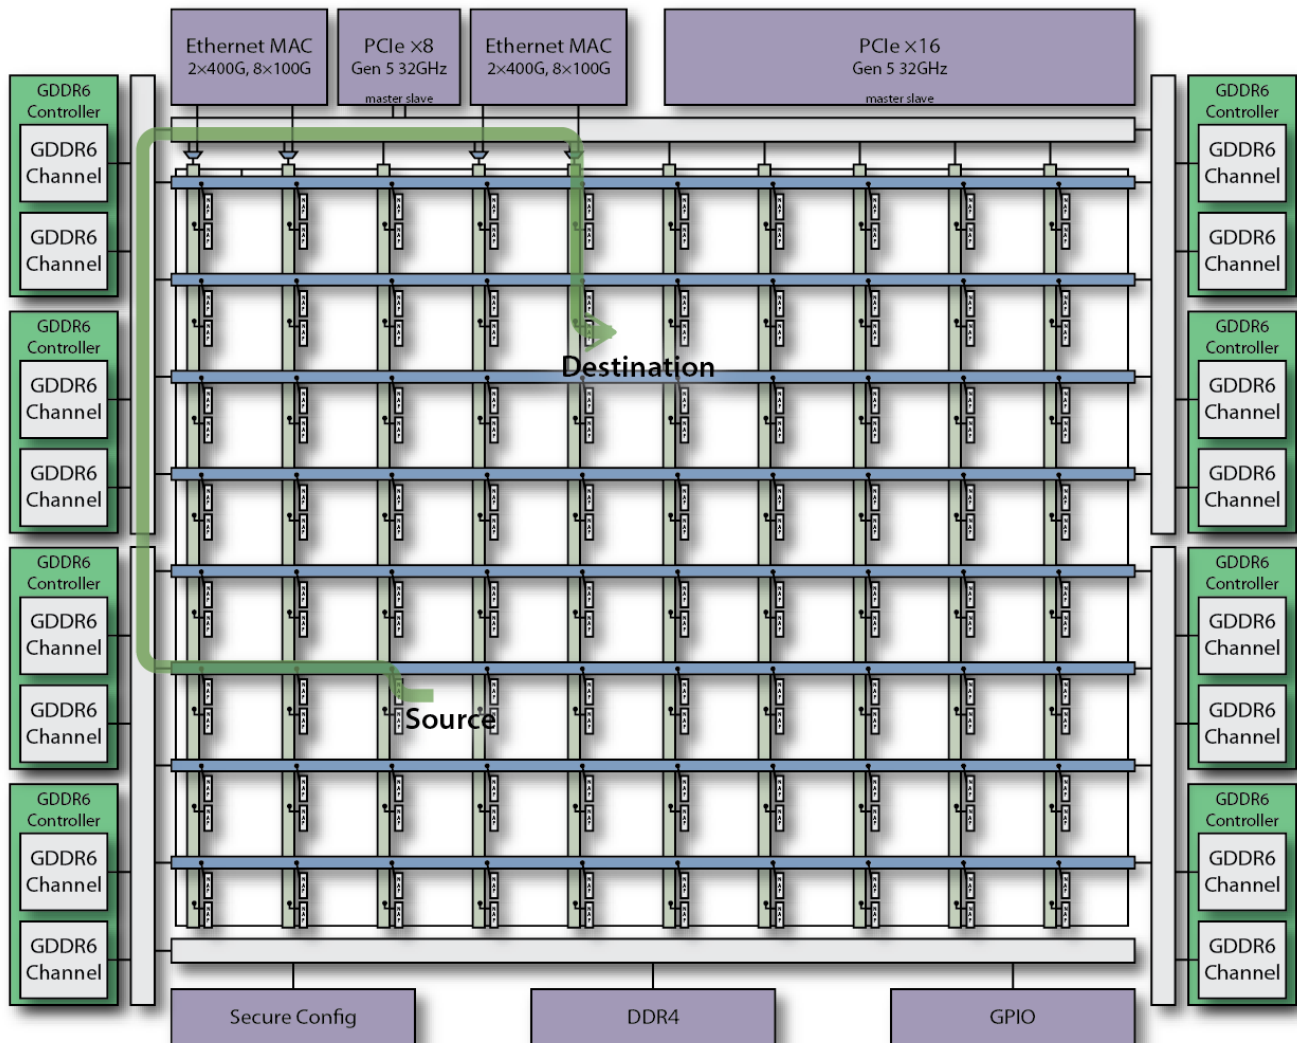 Ethernet MAC
2×400G, 8×100G
PCIe ×8
Gen 5 32GHz
master slave
Ethernet MAC
2×400G, 8×100G
PCIe ×16
Gen 5 32GHz
master slave
GDDR6
Controller
GDDR6
Channel
GDDR6
Channel
GDDR6
Controller
GDDR6
Channel
GDDR6
Channel
GDDR6
Controller
GDDR6
Channel
GDDR6
Channel
GDDR6
Controller
GDDR6
Channel
GDDR6
Channel
Destination
Source
GDDR6
Controller
GDDR6
Channel
GDDR6
Channel
GDDR6
Controller
GDDR6
Channel
GDDR6
Channel
GDDR6
Controller
GDDR6
Channel
GDDR6
Channel
GDDR6
Controller
GDDR6
Channel
GDDR6
Channel
Secure Config
DDR4
GPIO